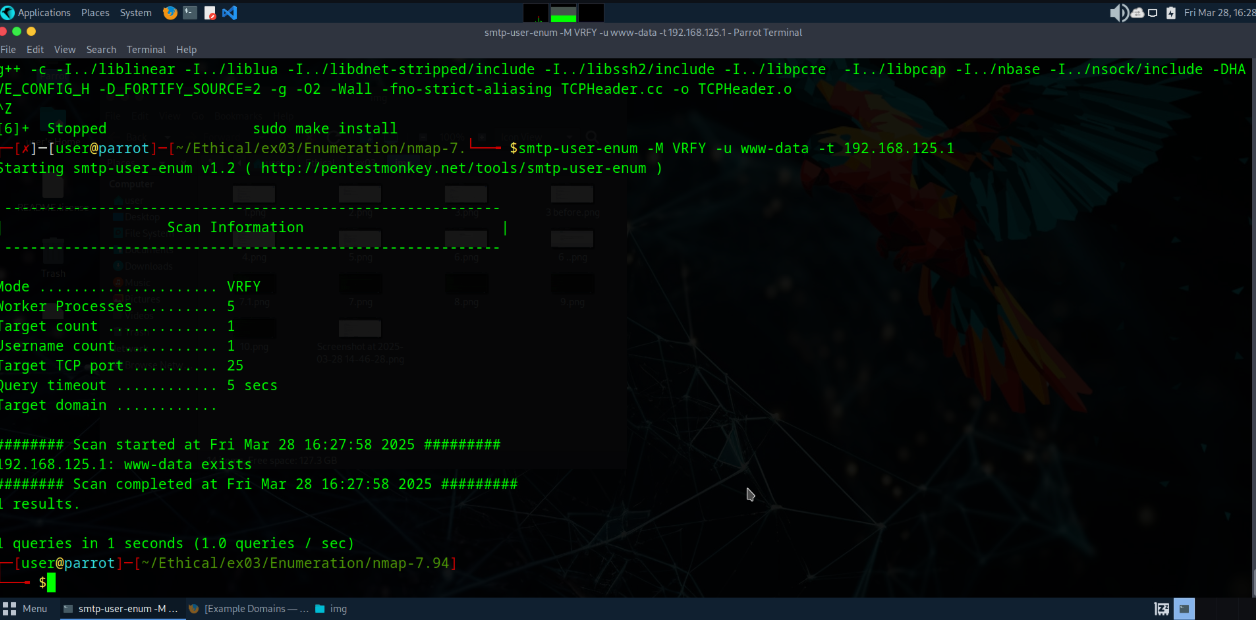 Applications Places System
Fri Mar 28, 16:28
smtp-user-enum -M VRFY -u www-data -t 192.168.125.1 - Parrot Terminal
File Edit View Search Terminal Help
g++ -c -I../liblinear -I../liblua -I../libdnet-stripped/include -I../libssh2/include -I../libpcre  -I../libpcap -I../nbase -I../nsock/include -DHA
VE_CONFIG_H -D_FORTIFY_SOURCE=2 -g -O2 -Wall -fno-strict-aliasing TCPHeader.cc -o TCPHeader.o
^Z
[6]+  Stopped                 sudo make install
─[✗]─[user@parrot]─[~/Ethical/ex03/Enumeration/nmap-7.└──╼ $smtp-user-enum -M VRFY -u www-data -t 192.168.125.1
Starting smtp-user-enum v1.2 ( http://pentestmonkey.net/tools/smtp-user-enum )
----------------------------------------------------------
|                   Scan Information                       |
----------------------------------------------------------
Mode ..................... VRFY
Worker Processes ......... 5
Target count ............. 1
Username count ........... 1
Target TCP port .......... 25
Query timeout ............ 5 secs
Target domain ............
######## Scan started at Fri Mar 28 16:27:58 2025 #########
192.168.125.1: www-data exists
######## Scan completed at Fri Mar 28 16:27:58 2025 #########
1 results.
1 queries in 1 seconds (1.0 queries / sec)
─[user@parrot]─[~/Ethical/ex03/Enumeration/nmap-7.94]
──╼ $
Menu smtp-user-enum -M ... [Example Domains — ... img